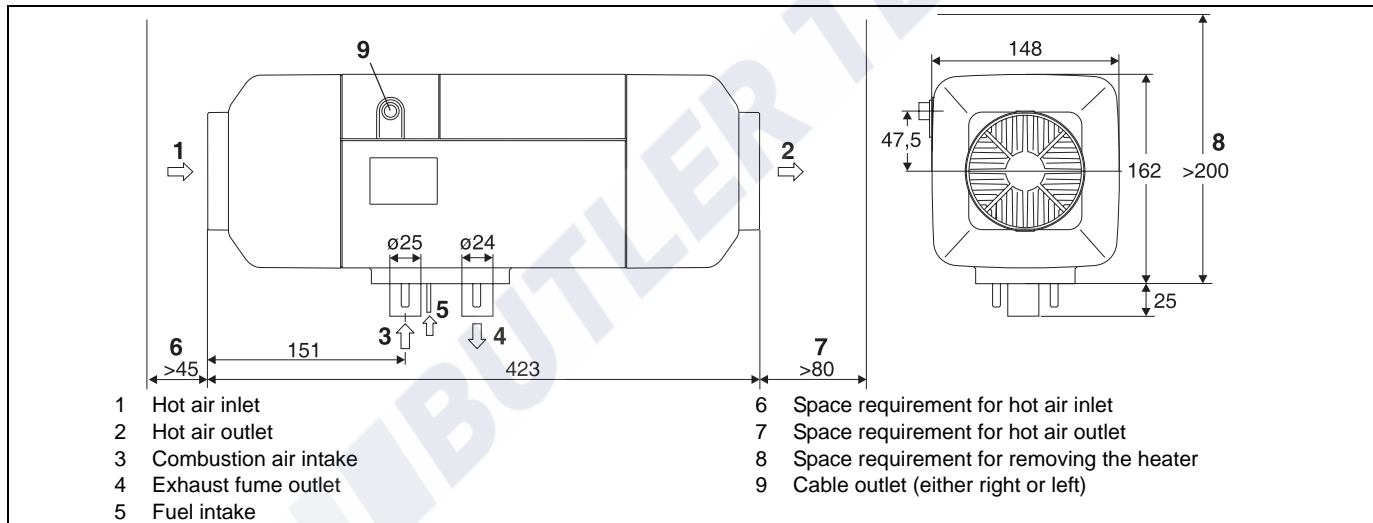 9
148
1
2
47,5
162
8
>200
ø25
ø24
5
3
4
25
151
423
6
>45
7
>80
1 Hot air inlet
2 Hot air outlet
3 Combustion air intake
4 Exhaust fume outlet
5 Fuel intake
6 Space requirement for hot air inlet
7 Space requirement for hot air outlet
8 Space requirement for removing the heater
9 Cable outlet (either right or left)
BUTLER TE